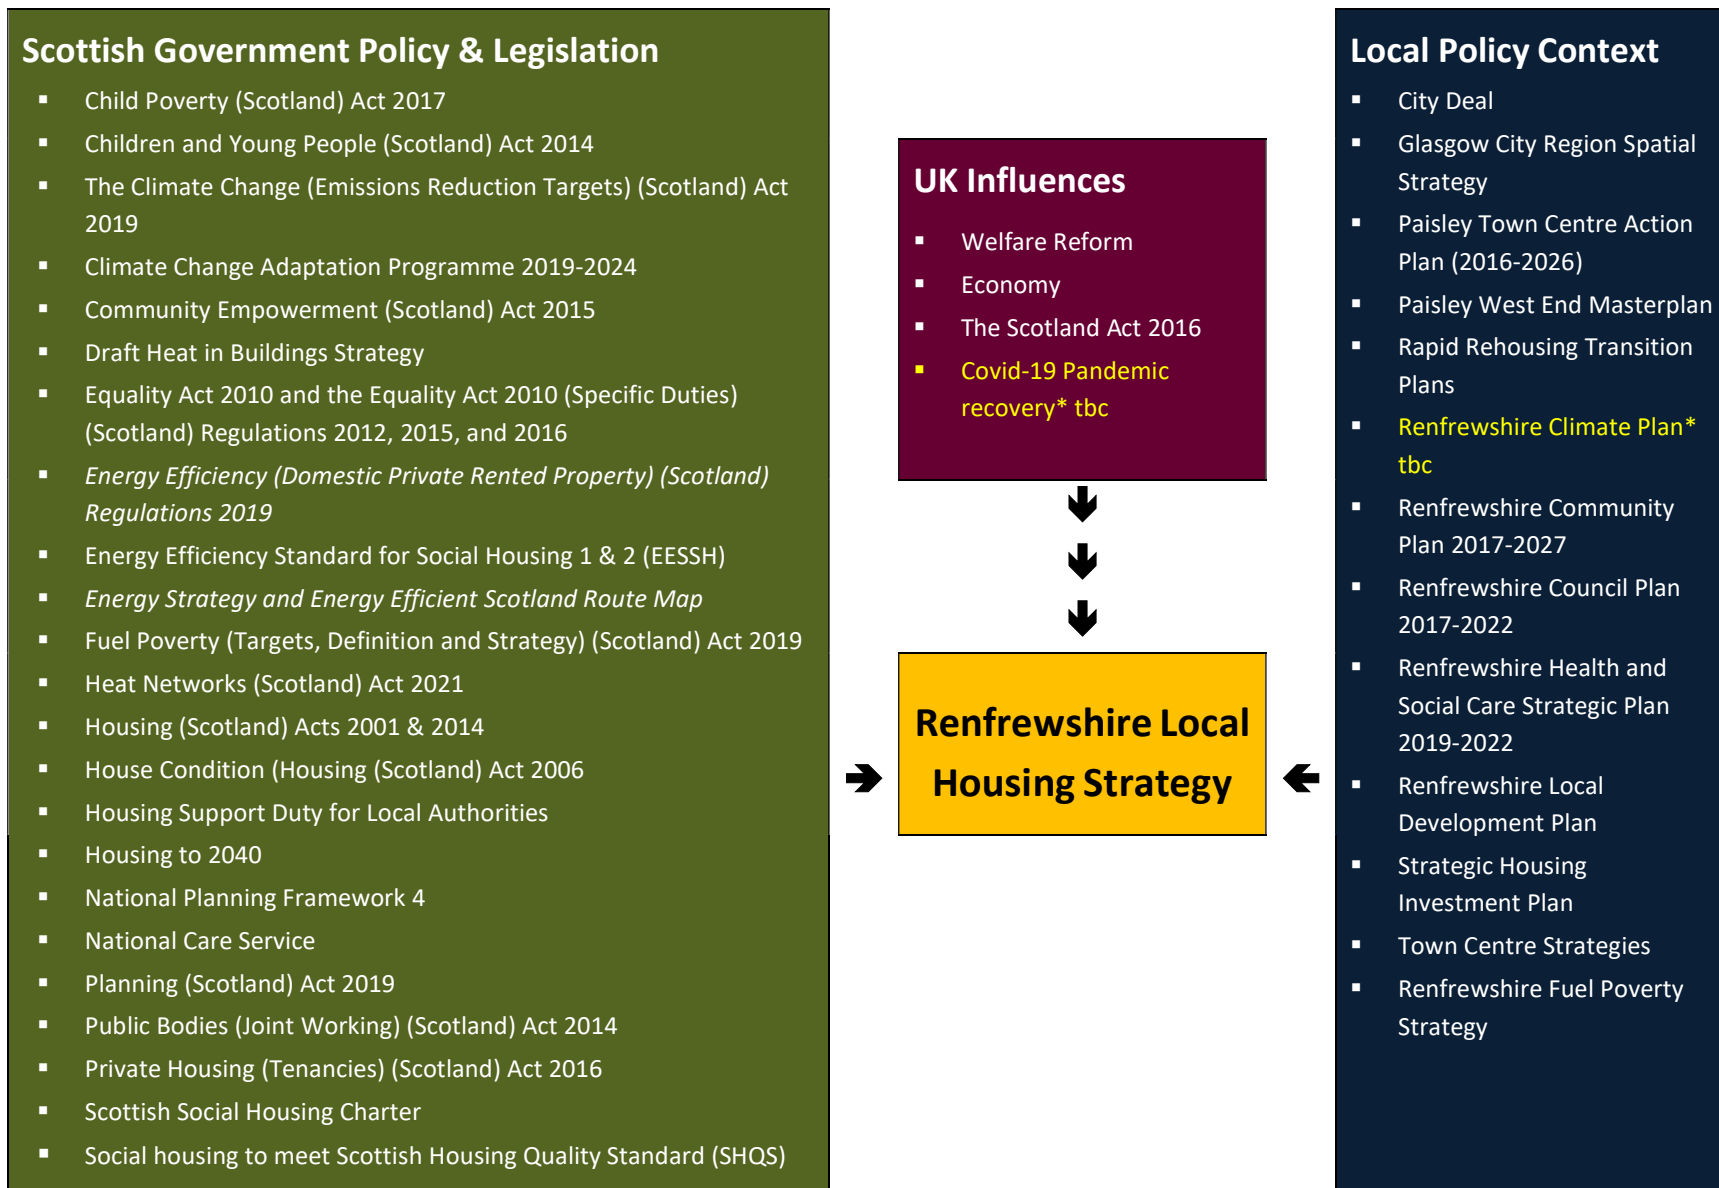 Scottish Government Policy & Legislation
▪ Child Poverty (Scotland) Act 2017
▪ Children and Young People (Scotland) Act 2014
▪ The Climate Change (Emissions Reduction Targets) (Scotland) Act
2019
▪ Climate Change Adaptation Programme 2019-2024
▪ Community Empowerment (Scotland) Act 2015
▪ Draft Heat in Buildings Strategy
▪ Equality Act 2010 and the Equality Act 2010 (Specific Duties)
(Scotland) Regulations 2012, 2015, and 2016
▪ Energy Efficiency (Domestic Private Rented Property) (Scotland)
Regulations 2019
▪ Energy Efficiency Standard for Social Housing 1 & 2 (EESSH)
▪ Energy Strategy and Energy Efficient Scotland Route Map
▪ Fuel Poverty (Targets, Definition and Strategy) (Scotland) Act 2019
▪ Heat Networks (Scotland) Act 2021
▪ Housing (Scotland) Acts 2001 & 2014
▪ House Condition (Housing (Scotland) Act 2006
▪ Housing Support Duty for Local Authorities
▪ Housing to 2040
▪ National Planning Framework 4
▪ National Care Service
▪ Planning (Scotland) Act 2019
▪ Public Bodies (Joint Working) (Scotland) Act 2014
▪ Private Housing (Tenancies) (Scotland) Act 2016
▪ Scottish Social Housing Charter
▪ Social housing to meet Scottish Housing Quality Standard (SHQS)
UK Influences
▪ Welfare Reform
▪ Economy
▪ The Scotland Act 2016
▪ Covid-19 Pandemic
recovery* tbc
Renfrewshire Local
Housing Strategy
Local Policy Context
▪ City Deal
▪ Glasgow City Region Spatial
Strategy
▪ Paisley Town Centre Action
Plan (2016-2026)
▪ Paisley West End Masterplan
▪ Rapid Rehousing Transition
Plans
▪ Renfrewshire Climate Plan*
tbc
▪ Renfrewshire Community
Plan 2017-2027
▪ Renfrewshire Council Plan
2017-2022
▪ Renfrewshire Health and
Social Care Strategic Plan
2019-2022
▪ Renfrewshire Local
Development Plan
▪ Strategic Housing
Investment Plan
▪ Town Centre Strategies
▪ Renfrewshire Fuel Poverty
Strategy